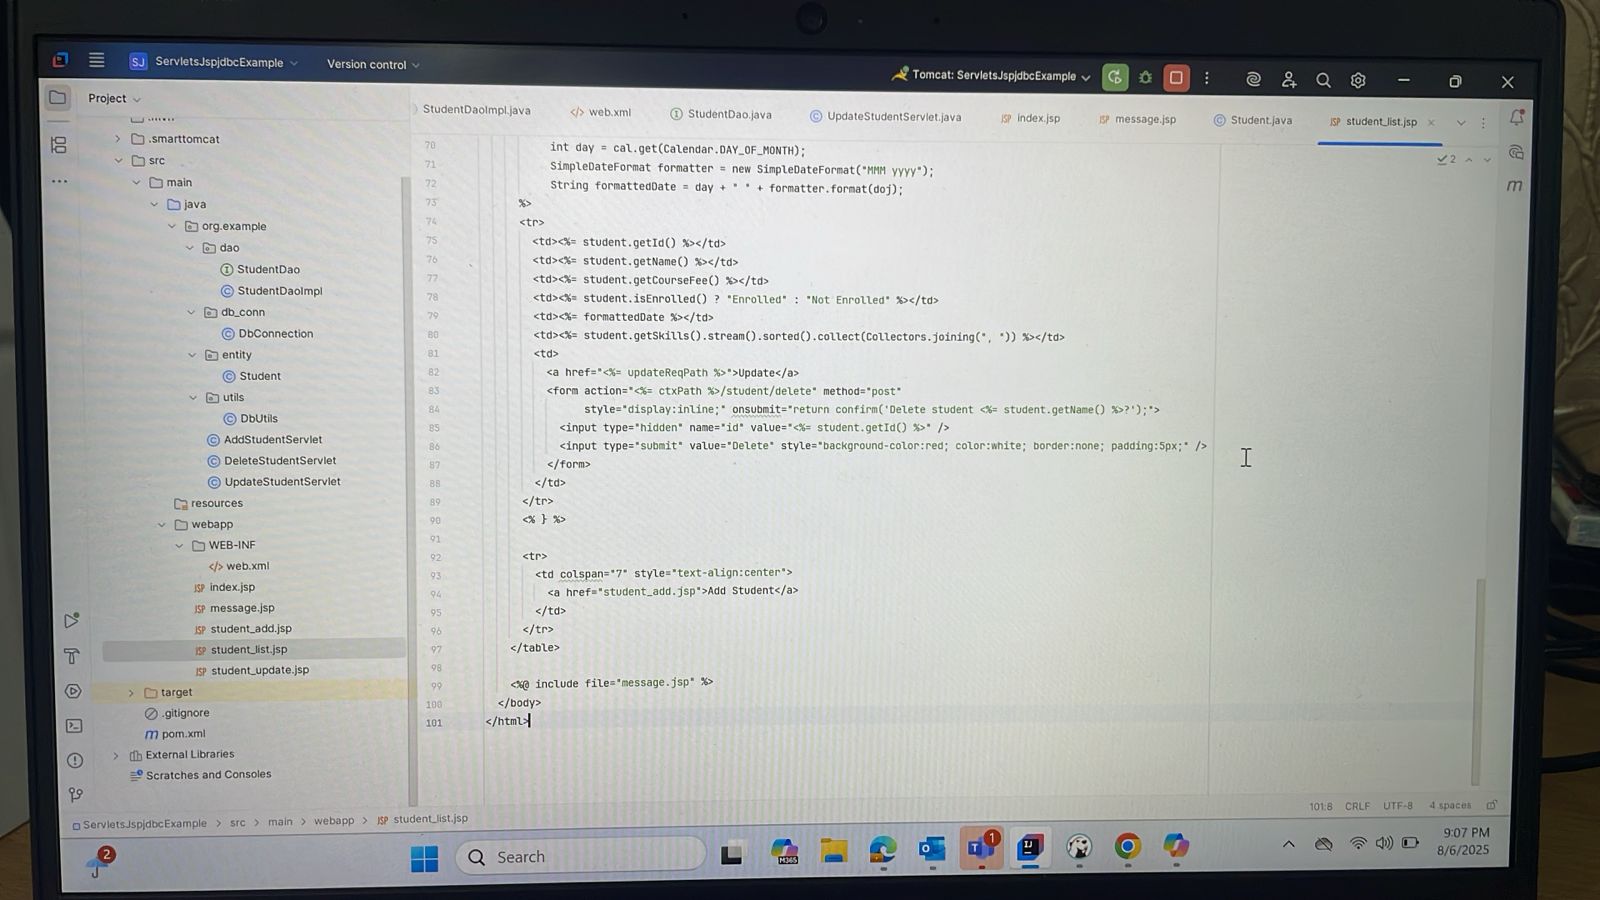 SJ ServletsJspjdbcExample Version control Tomcat: ServletsJspjdbcExample
Project
StudentDaoImpl.java </> web.xml I StudentDao.java C UpdateStudentServlet.java JSP index.jsp JSP message.jsp C Student.java JSP student_list.jsp
2
.smarttomcat
src
main
java
org.example
dao
I StudentDao
C StudentDaoImpl
db_conn
C DbConnection
entity
C Student
utils
C DbUtils
C AddStudentServlet
C DeleteStudentServlet
C UpdateStudentServlet
resources
webapp
WEB-INF
</> web.xml
JSP index.jsp
JSP message.jsp
JSP student_add.jsp
JSP student_list.jsp
JSP student_update.jsp
target
.gitignore
m pom.xml
External Libraries
Scratches and Consoles
70 int day = cal.get(Calendar.DAY_OF_MONTH);
71 SimpleDateFormat formatter = new SimpleDateFormat("MMM yyyy");
72 String formattedDate = day + " " + formatter.format(doj);
73 %>
74 <tr>
75 <td><%= student.getId() %></td>
76 <td><%= student.getName() %></td>
77 <td><%= student.getCourseFee() %></td>
78 <td><%= student.isEnrolled() ? "Enrolled" : "Not Enrolled" %></td>
79 <td><%= formattedDate %></td>
80 <td><%= student.getSkills().stream().sorted().collect(Collectors.joining(", ")) %></td>
81 <td>
82 <a href="<%= updateReqPath %>">Update</a>
83 <form action="<%= ctxPath %>/student/delete" method="post"
84 style="display:inline;" onsubmit="return confirm('Delete student <%= student.getName() %>?');">
85 <input type="hidden" name="id" value="<%= student.getId() %>" />
86 <input type="submit" value="Delete" style="background-color:red; color:white; border:none; padding:5px;" />
87 </form>
88 </td>
89 </tr>
90 <% } %>
91
92 <tr>
93 <td colspan="7" style="text-align:center">
94 <a href="student_add.jsp">Add Student</a>
95 </td>
96 </tr>
97 </table>
98
99 <%@ include file="message.jsp" %>
100 </body>
101 </html>
m
101:8 CRLF UTF-8 4 spaces
ServletsJspjdbcExample > src > main > webapp > JSP student_list.jsp
2
Search
M365
1
9:07 PM
8/6/2025